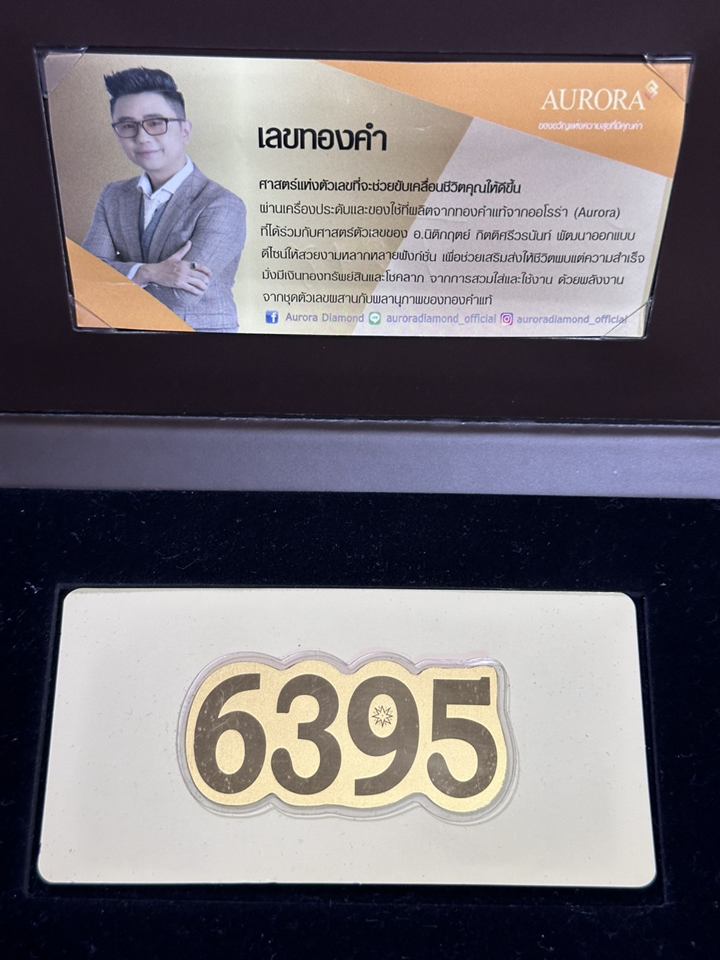 AURORA
ของขวัญแห่งความสุขที่มีคุณค่า
เลขทองคำ
ศาสตร์แห่งตัวเลขที่จะช่วยขับเคลื่อนชีวิตคุณให้ดีขึ้น
ผ่านเครื่องประดับและของใช้ที่ผลิตจากทองคำแท้จากออโรร่า (Aurora)
ที่ได้ร่วมกับศาสตร์ตัวเลขของ อ.นิติกฤตย์ กิตติศรีวรนันท์ พัฒนาออกแบบ
ดีไซน์ให้สวยงามหลากหลายฟังก์ชั่น เพื่อช่วยเสริมส่งให้ชีวิตพบแต่ความสำเร็จ
มั่งมีเงินทองทรัพย์สินและโชคลาภ จากการสวมใส่และใช้งาน ด้วยพลังงาน
จากชุดตัวเลขผสานกับพลานุภาพของทองคำแท้
Aurora Diamond auroradiamond_official auroradiamond_official
6395